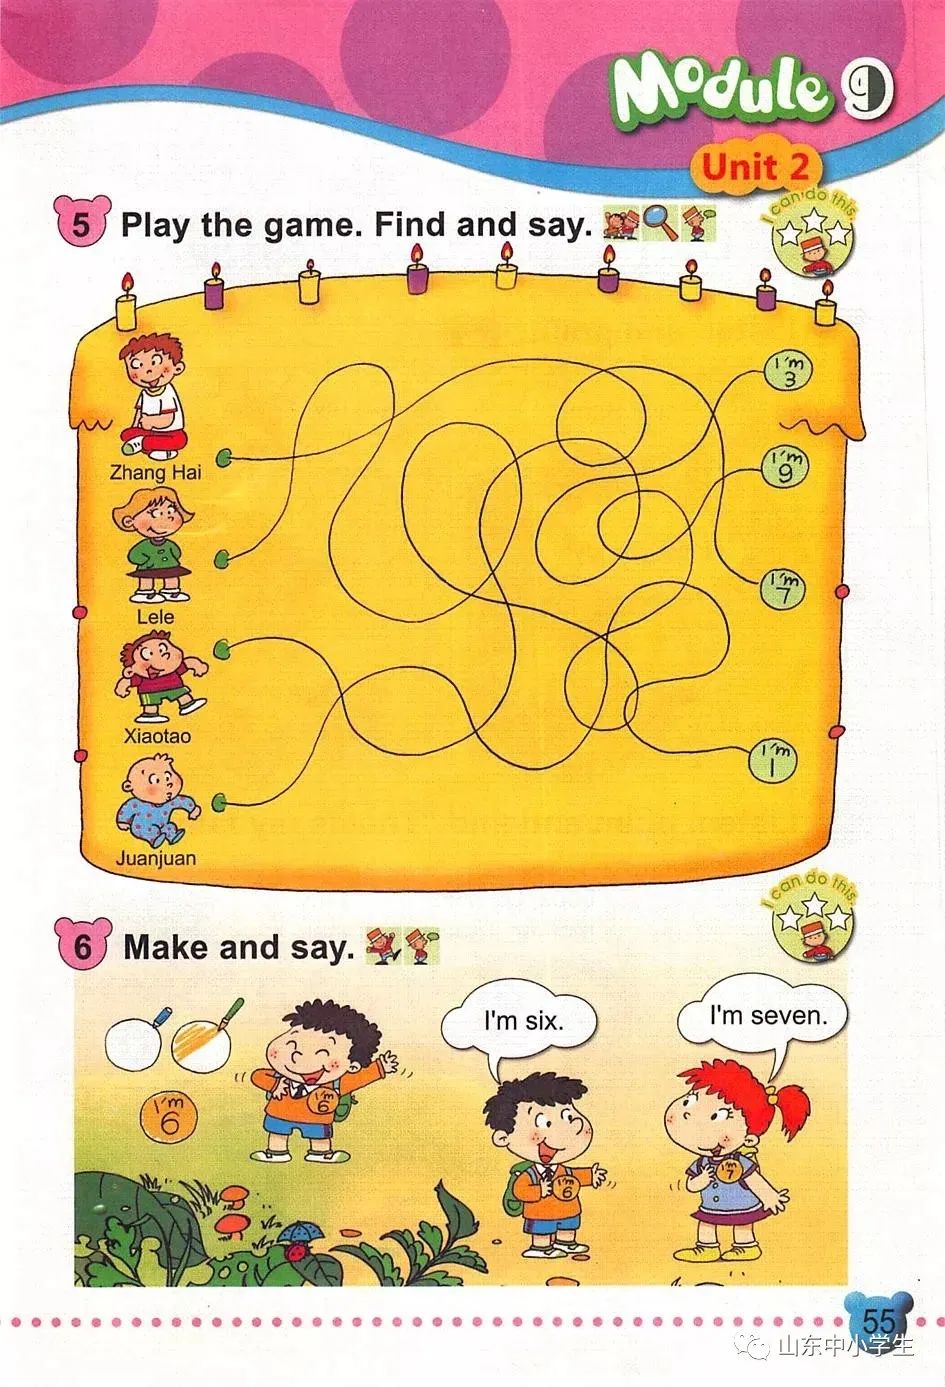 Module 9
Unit 2
5 Play the game. Find and say.
I can do this.
I'm
3
Zhang Hai
I'm
9
Lele
I'm
7
Xiaotao
I'm
1
Juanjuan
I can do this.
6 Make and say.
I'm six.
I'm seven.
I'm
6
I'm
6
I'm
6
I'm
7
55
山东中小学生